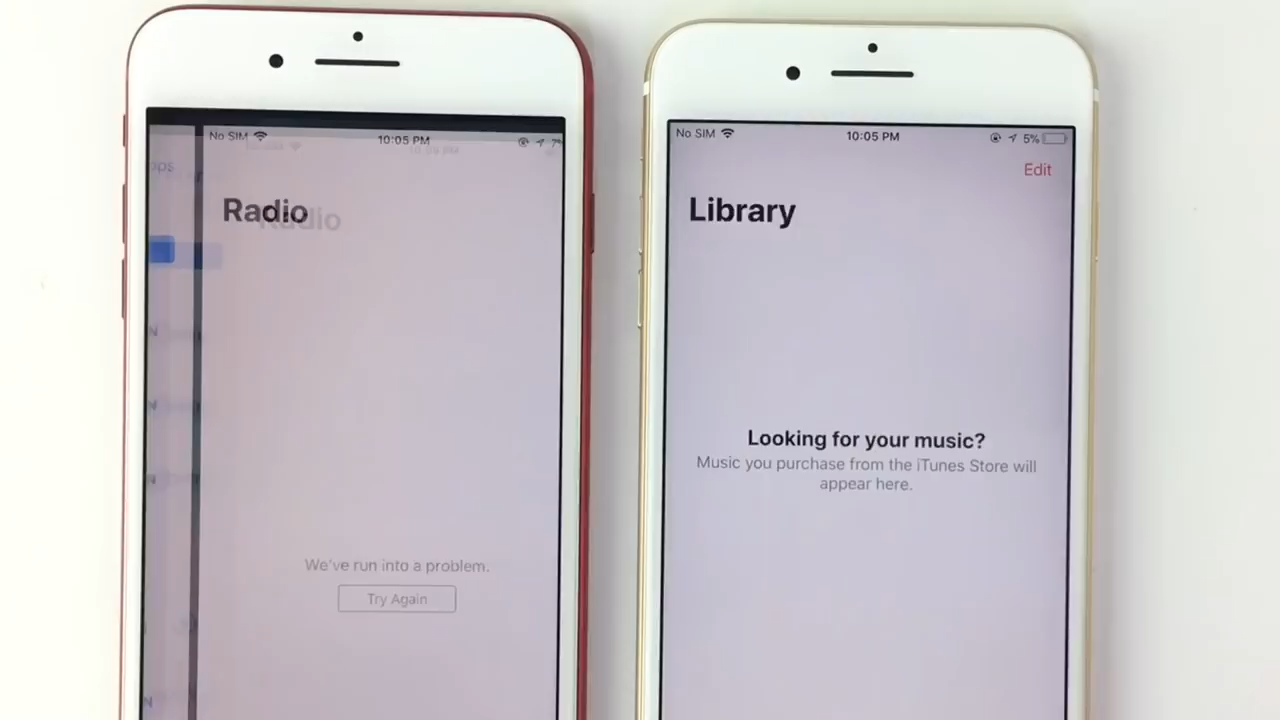 No SIM
10:05 PM
7%
Radio
We've run into a problem.
Try Again
No SIM
10:05 PM
5%
Edit
Library
Looking for your music?
Music you purchase from the iTunes Store will
appear here.